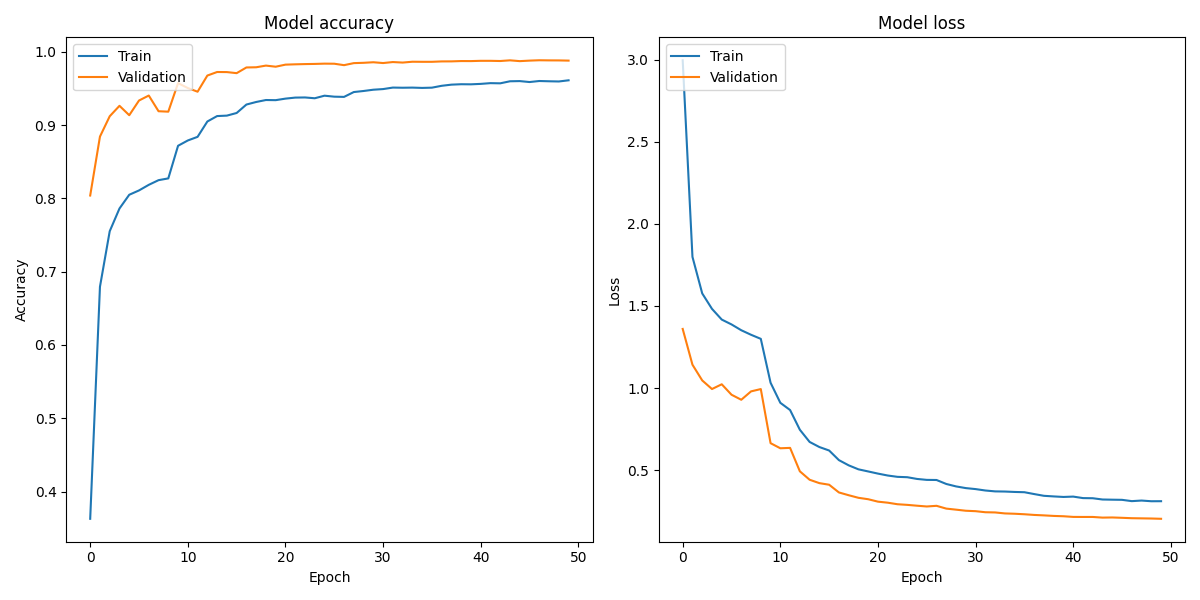 Model accuracy
Train
Validation
1.0
0.9
0.8
0.7
0.6
0.5
0.4
Accuracy
0 10 20 30 40 50
Epoch
Model loss
Train
Validation
3.0
2.5
2.0
1.5
1.0
0.5
Loss
0 10 20 30 40 50
Epoch